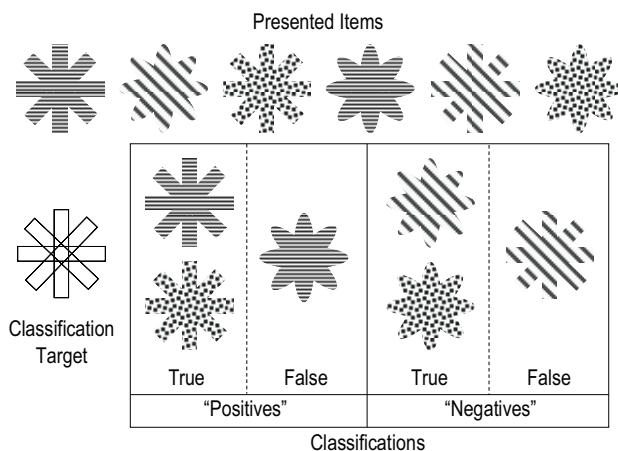 Presented Items
Classification
Target
True
False
True
False
“Positives”
“Negatives”
Classifications